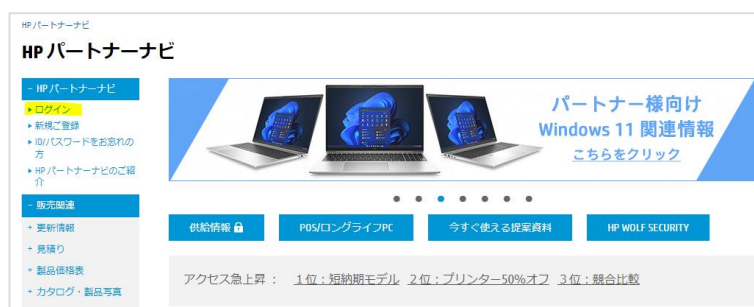 HP パートナーナビ
HP パートナーナビ
- HP パートナーナビ
ログイン
新規ご登録
ID/パスワードをお忘れの
方
HP パートナーナビのご紹
介
- 販売関連
+ 更新情報
+ 見積り
+ 製品価格表
+ カタログ・製品写真
パートナー様向け
Windows 11 関連情報
こちらをクリック
供給情報
POS/ロングライフPC
今すぐ使える提案資料
HP WOLF SECURITY
アクセス急上昇： 1位：短納期モデル 2位：プリンター50%オフ 3位：競合比較